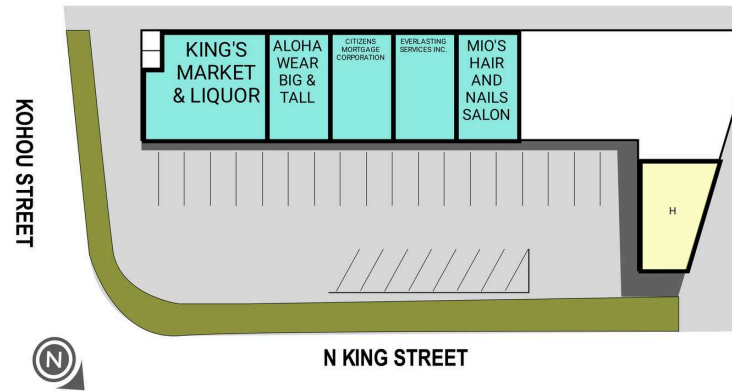 KING'S
MARKET
& LIQUOR
ALOHA
WEAR
BIG &
TALL
CITIZENS
MORTGAGE
CORPORATION
EVERLASTING
SERVICES INC.
MIO'S
HAIR
AND
NAILS
SALON
H
KOHOU STREET
N KING STREET
N